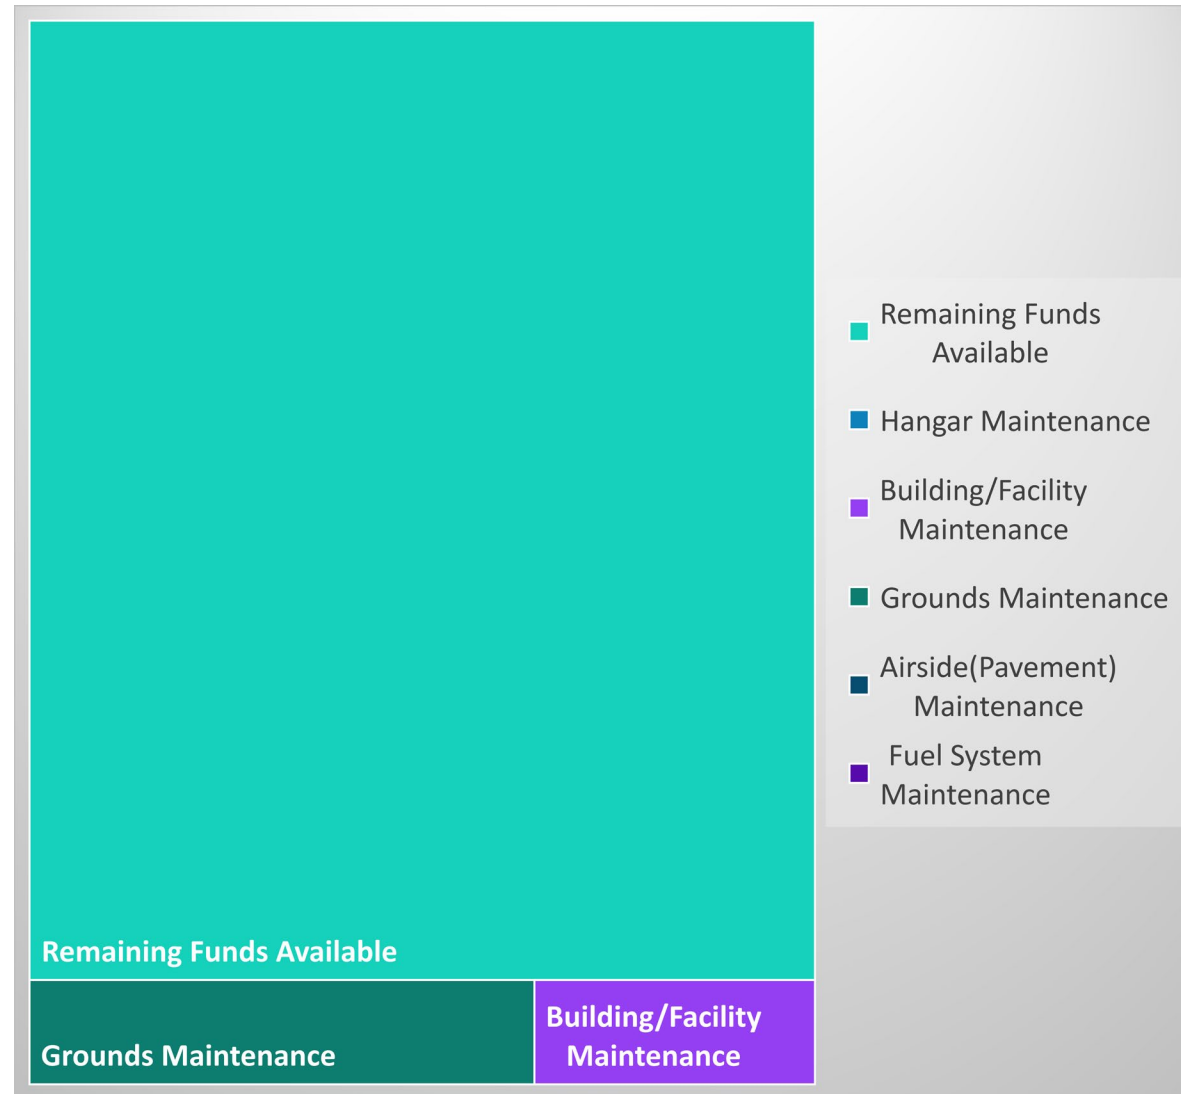 Remaining Funds Available
Grounds Maintenance
Building/Facility
Maintenance
Remaining Funds
Available
Hangar Maintenance
Building/Facility
Maintenance
Grounds Maintenance
Airside(Pavement)
Maintenance
Fuel System
Maintenance